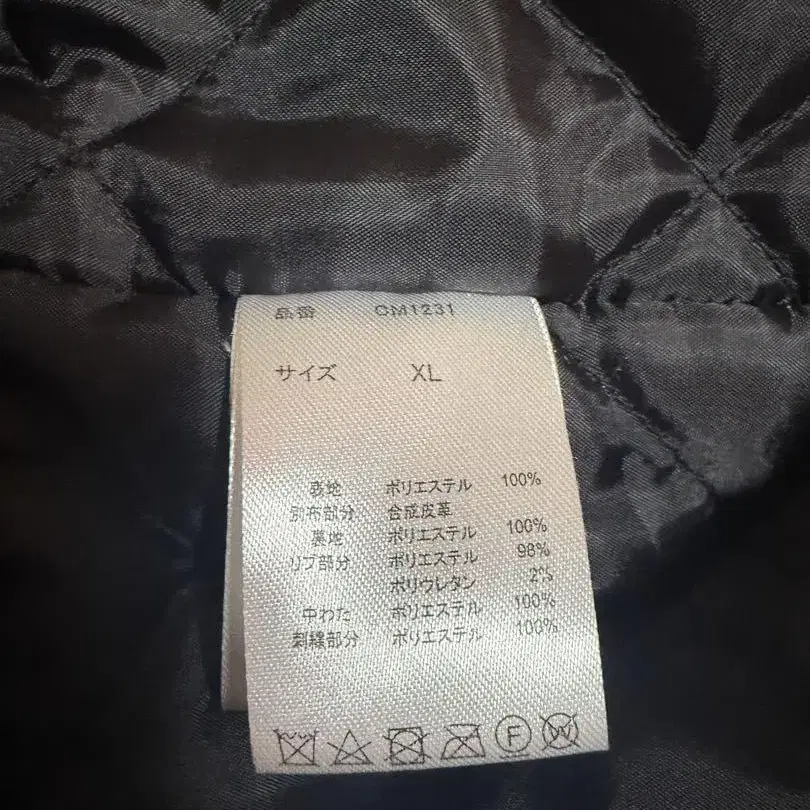 品番 CM1231
サイズ XL
表地 ポリエステル 100%
別布部分 合成皮革
裏地 ポリエステル 100%
リブ部分 ポリエステル 98%
ポリウレタン 2%
中わた ポリエステル 100%
刺繍部分 ポリエステル 100%
F W